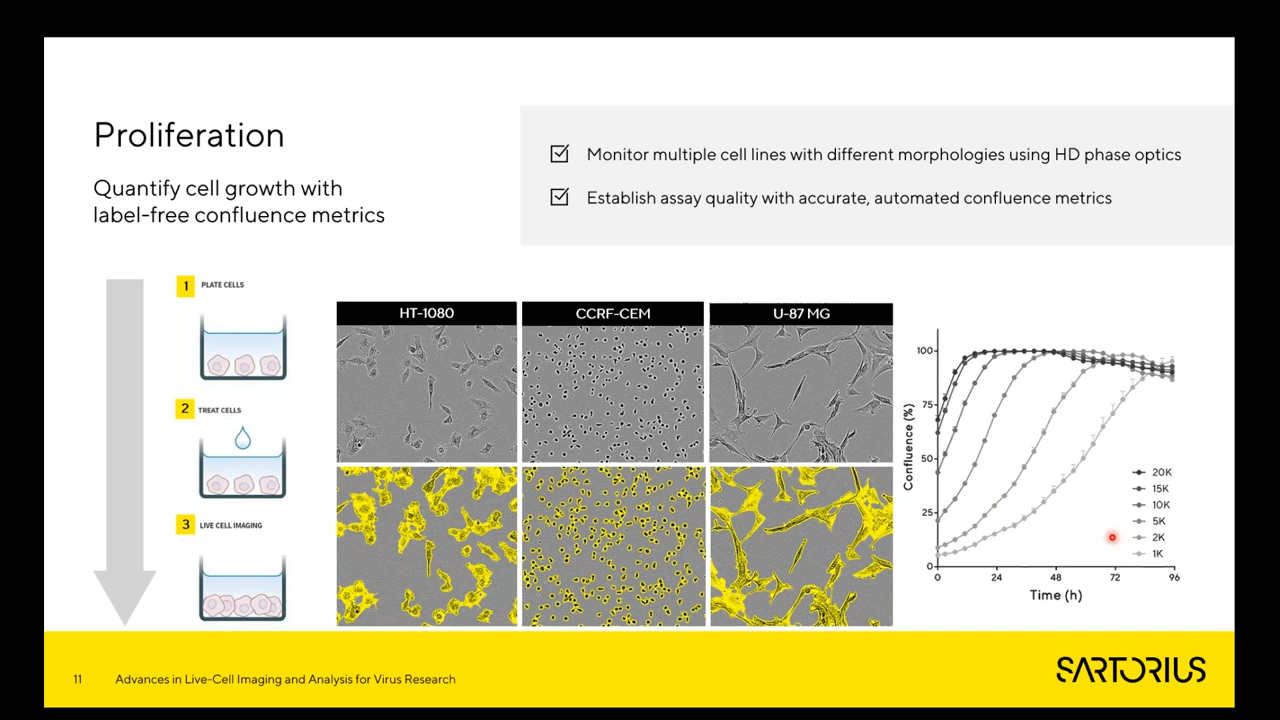 Proliferation
Quantify cell growth with
label-free confluence metrics
Monitor multiple cell lines with different morphologies using HD phase optics
Establish assay quality with accurate, automated confluence metrics
1 PLATE CELLS
2 TREAT CELLS
3 LIVE CELL IMAGING
HT-1080
CCRF-CEM
U-87 MG
Confluence (%)
100
75
50
25
0
0 24 48 72 96
Time (h)
20K
15K
10K
5K
2K
1K
11 Advances in Live-Cell Imaging and Analysis for Virus Research
SARTORIUS